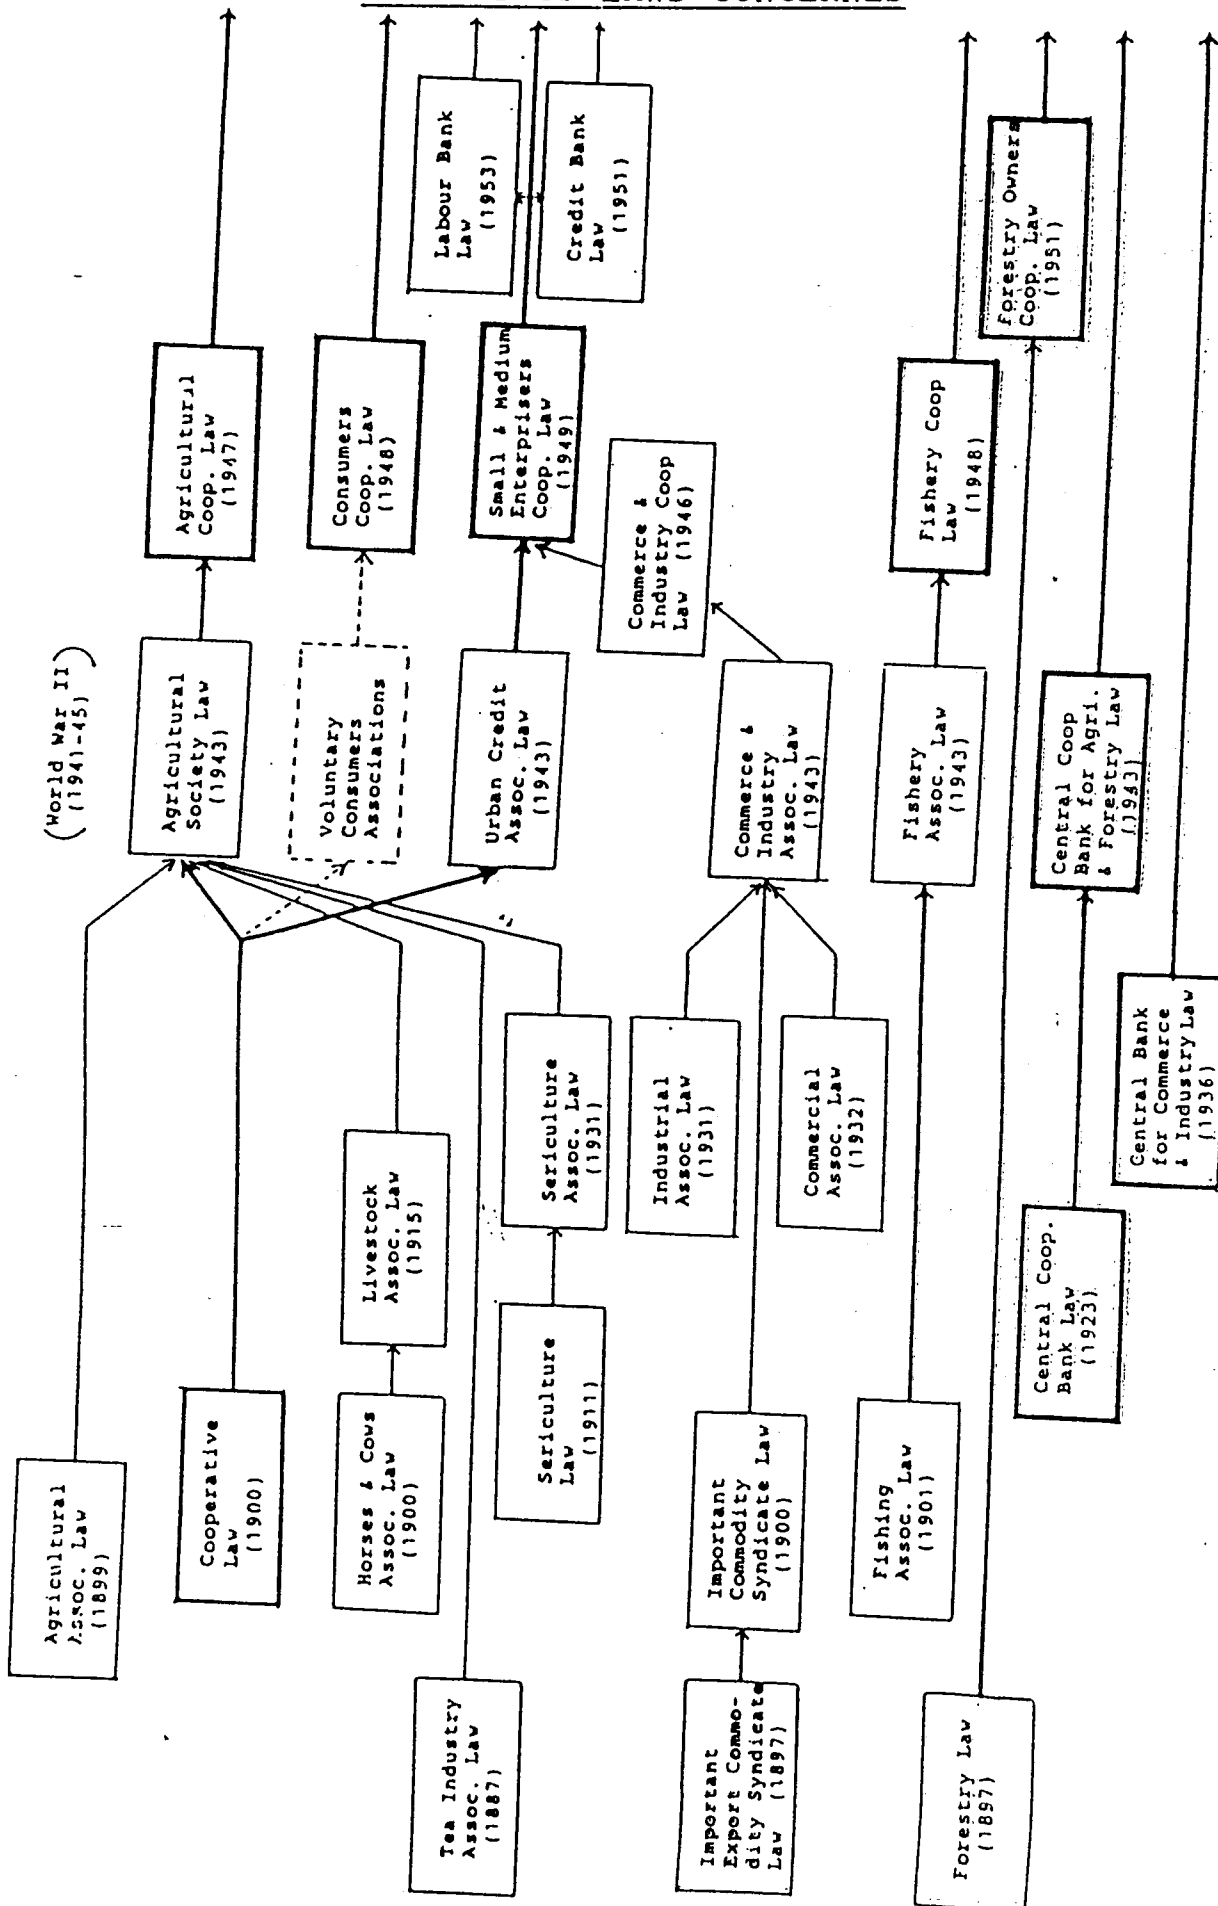 LAWS CONCERNED
(World War II)
(1941-45)
Agricultural
Assoc. Law
(1899)
Agricultural
Society Law
(1943)
Agricultural
Coop. Law
(1947)
Cooperative
Law
(1900)
Voluntary
Consumers
Associations
Consumers
Coop. Law
(1948)
Horses & Cows
Assoc. Law
(1900)
Livestock
Assoc. Law
(1915)
Tea Industry
Assoc. Law
(1887)
Urban Credit
Assoc. Law
(1943)
Small & Medium
Enterprisers
Coop. Law
(1949)
Labour Bank
Law
(1953)
Credit Bank
Law
(1951)
Sericulture
Law
(1911)
Sericulture
Assoc. Law
(1931)
Commerce &
Industry Coop
Law (1946)
Industrial
Assoc. Law
(1931)
Important
Export Commo-
dity Syndicate
Law (1897)
Important
Commodity
Syndicate Law
(1900)
Commerce &
Industry
Assoc. Law
(1943)
Commercial
Assoc. Law
(1932)
Fishing
Assoc. Law
(1901)
Fishery
Assoc. Law
(1943)
Fishery Coop
Law
(1948)
Forestry Law
(1897)
Forestry Owners
Coop. Law
(1951)
Central Coop.
Bank Law
(1923)
Central Coop
Bank for Agri.
& Forestry Law
(1943)
Central Bank
for Commerce
& Industry Law
(1936)